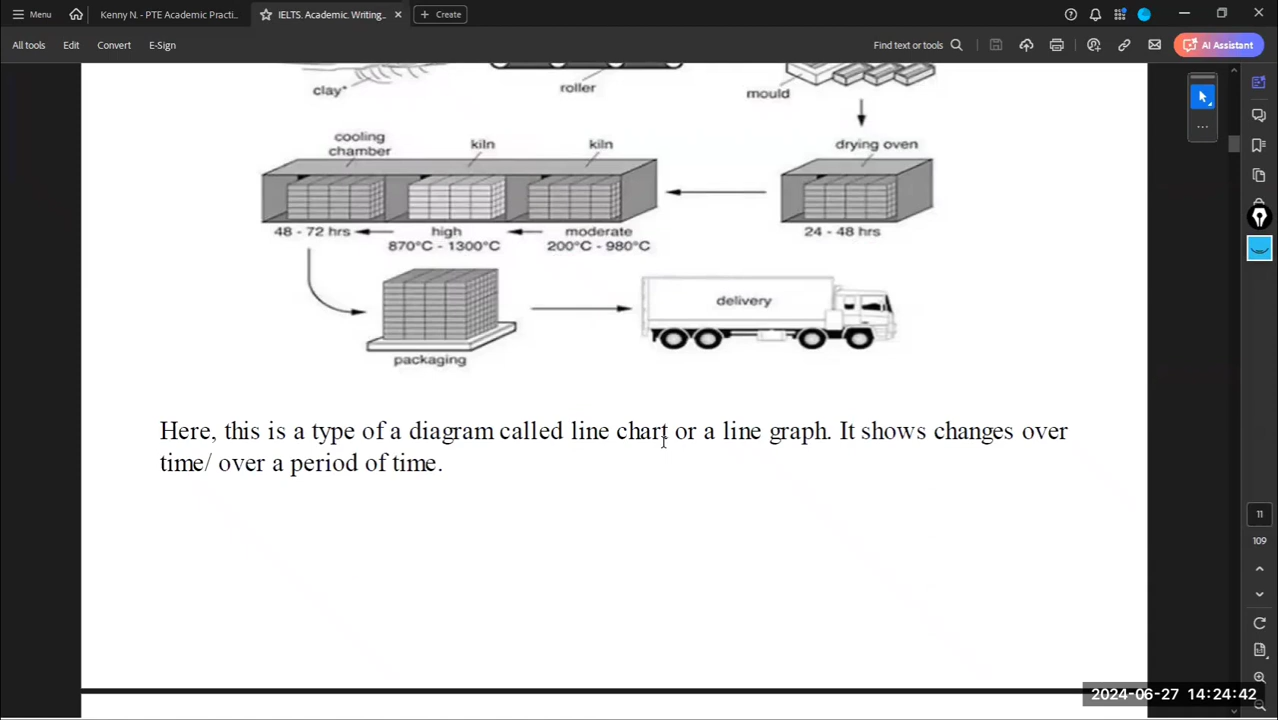 Menu
Kenny N. - PTE Academic Practi...
IELTS. Academic. Writing...
Create
All tools
Edit
Convert
E-Sign
Find text or tools
AI Assistant
clay*
roller
mould
cooling
chamber
kiln
kiln
drying oven
48 - 72 hrs
high
870°C - 1300°C
moderate
200°C - 980°C
24 - 48 hrs
packaging
delivery
Here, this is a type of a diagram called line chart or a line graph. It shows changes over
time/ over a period of time.
11
109
2024-06-27 14:24:42